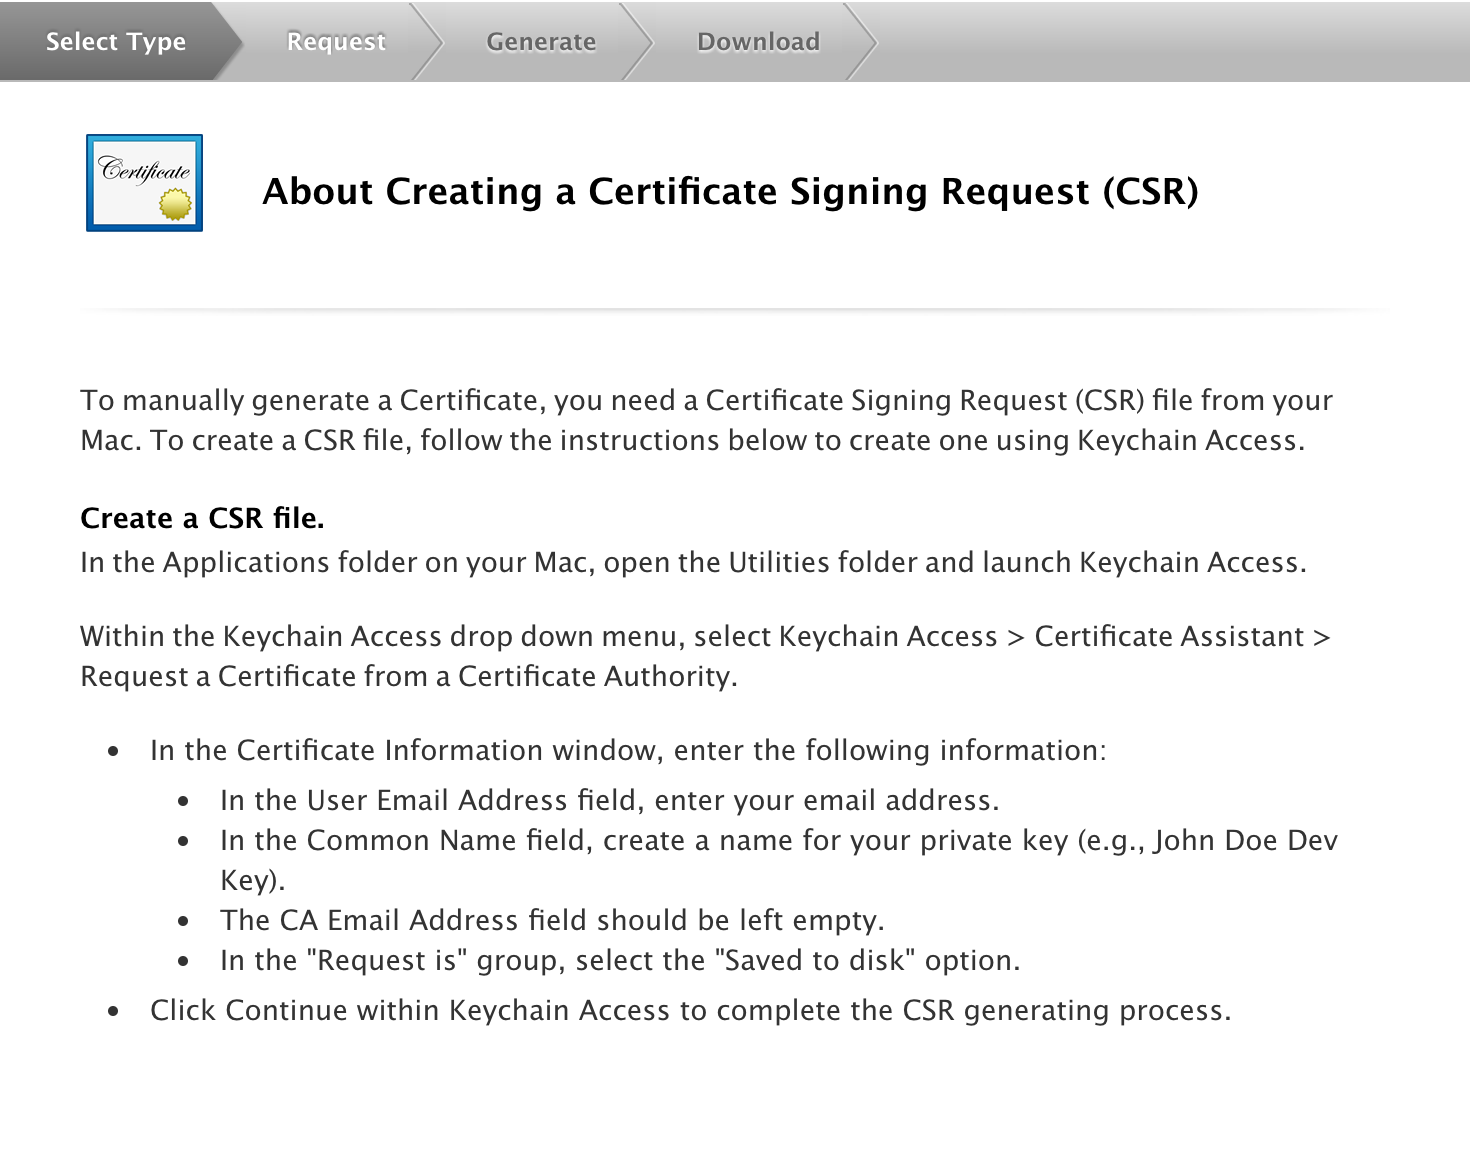 Select Type
Request
Generate
Download
Certificate
About Creating a Certificate Signing Request (CSR)
To manually generate a Certificate, you need a Certificate Signing Request (CSR) file from your
Mac. To create a CSR file, follow the instructions below to create one using Keychain Access.
Create a CSR file.
In the Applications folder on your Mac, open the Utilities folder and launch Keychain Access.
Within the Keychain Access drop down menu, select Keychain Access > Certificate Assistant >
Request a Certificate from a Certificate Authority.
• In the Certificate Information window, enter the following information:
• In the User Email Address field, enter your email address.
• In the Common Name field, create a name for your private key (e.g., John Doe Dev
Key).
• The CA Email Address field should be left empty.
• In the "Request is" group, select the "Saved to disk" option.
• Click Continue within Keychain Access to complete the CSR generating process.